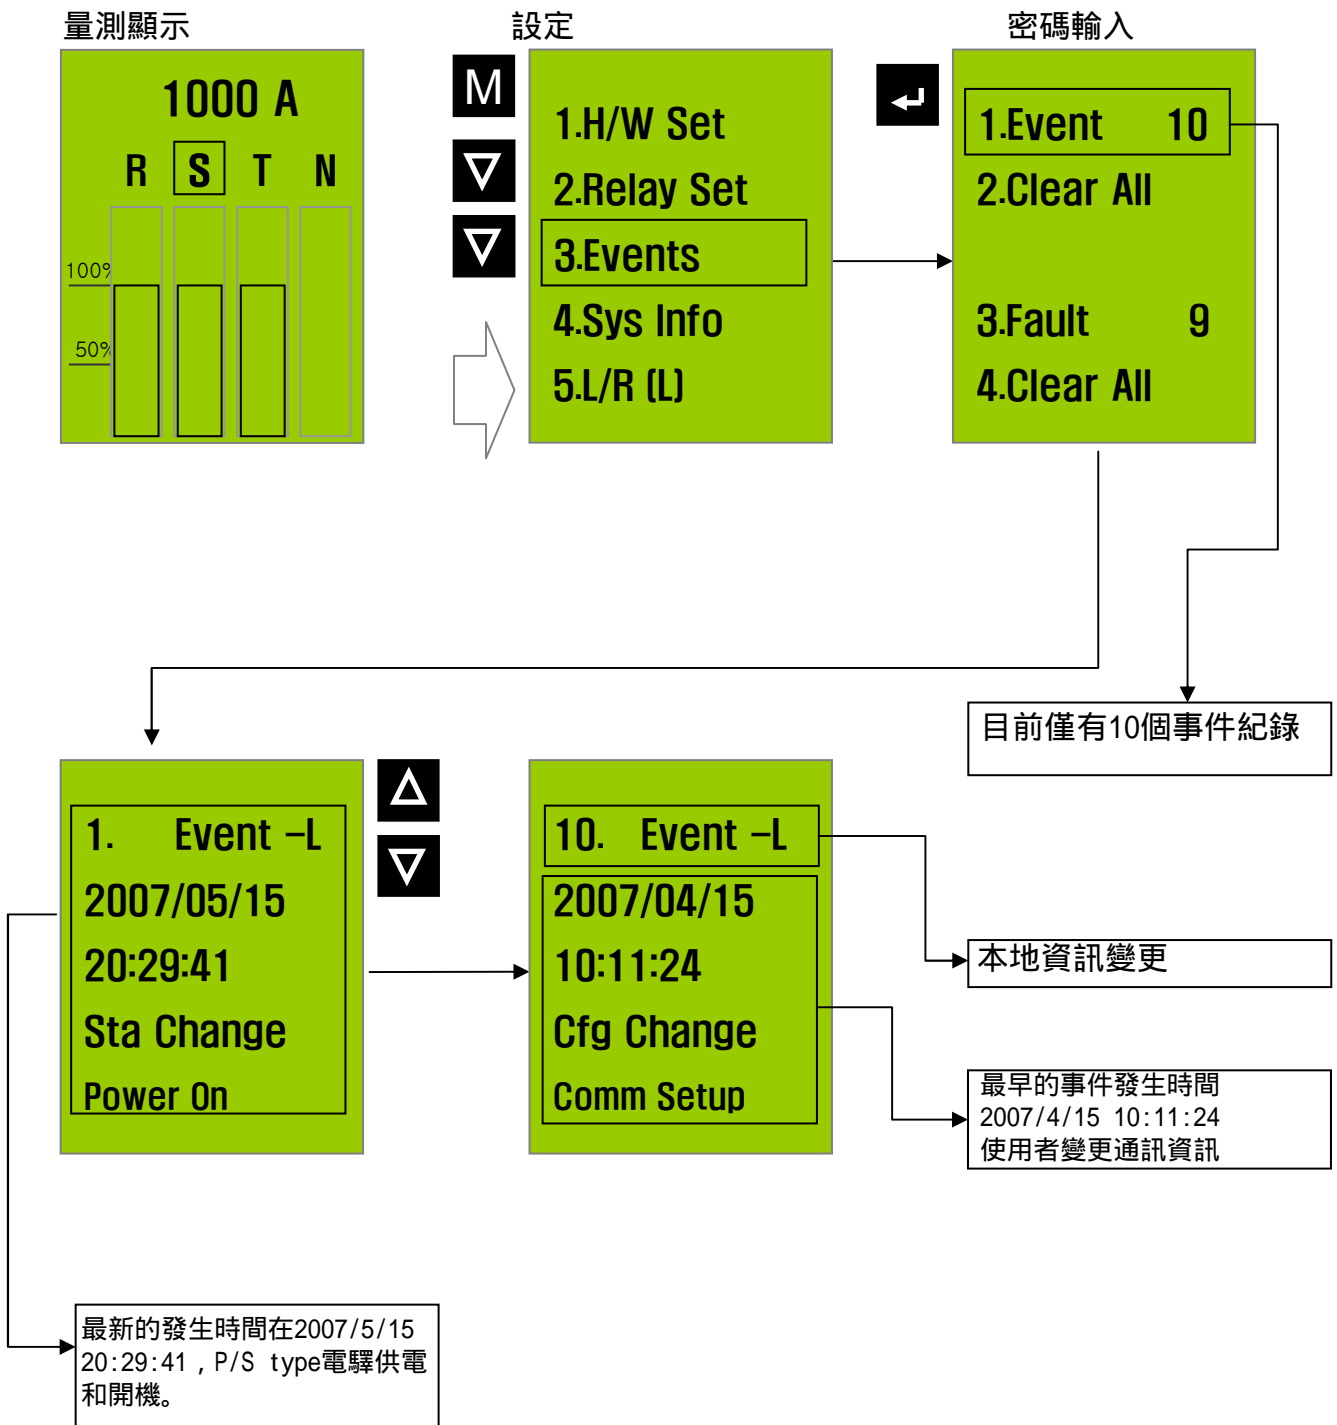 量測顯示
設定
密碼輸入
1000 A
R S T N
100%
50%
M
1.H/W Set
2.Relay Set
3.Events
4.Sys Info
5.L/R (L)
1.Event 10
2.Clear All
3.Fault 9
4.Clear All
目前僅有10個事件紀錄
1. Event –L
2007/05/15
20:29:41
Sta Change
Power On
10. Event –L
2007/04/15
10:11:24
Cfg Change
Comm Setup
本地資訊變更
最早的事件發生時間
2007/4/15 10:11:24
使用者變更通訊資訊
最新的發生時間在2007/5/15
20:29:41 , P/S type電驛供電
和開機。